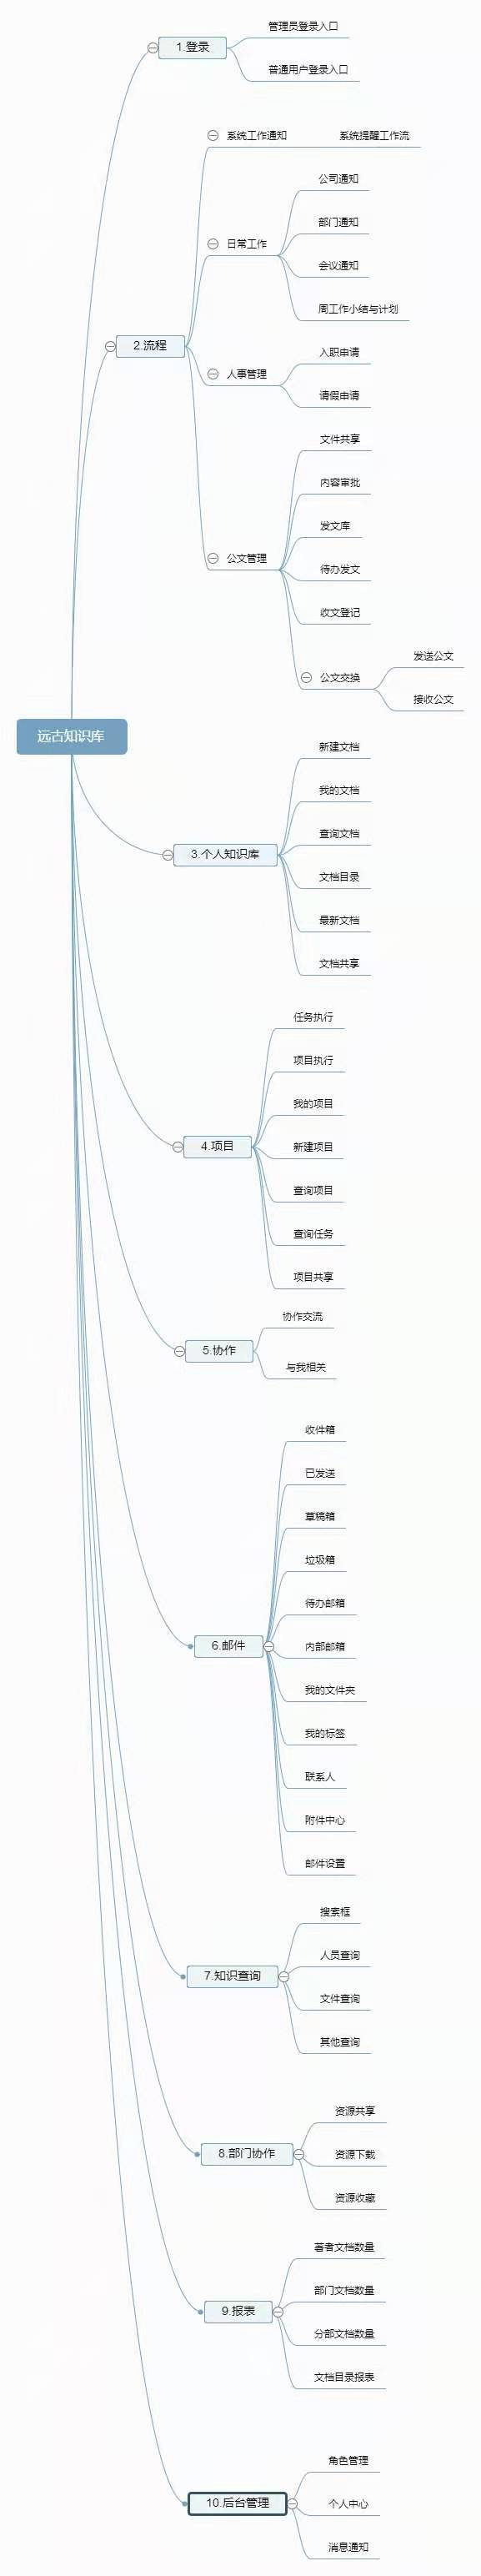 1.登录
管理员登录入口
普通用户登录入口
2.流程
系统工作通知
系统提醒工作流
日常工作
公司通知
部门通知
会议通知
周工作小结与计划
人事管理
入职申请
请假申请
公文管理
文件共享
内容审批
发文库
待办发文
收文登记
公文交换
发送公文
接收公文
远古知识库
3.个人知识库
新建文档
我的文档
查询文档
文档目录
最新文档
文档共享
4.项目
任务执行
项目执行
我的项目
新建项目
查询项目
查询任务
项目共享
5.协作
协作交流
与我相关
6.邮件
收件箱
已发送
草稿箱
垃圾箱
待办邮箱
内部邮箱
我的文件夹
我的标签
联系人
附件中心
邮件设置
7.知识查询
搜索框
人员查询
文件查询
其他查询
8.部门协作
资源共享
资源下载
资源收藏
9.报表
著者文档数量
部门文档数量
分部文档数量
文档目录报表
10.后台管理
角色管理
个人中心
消息通知